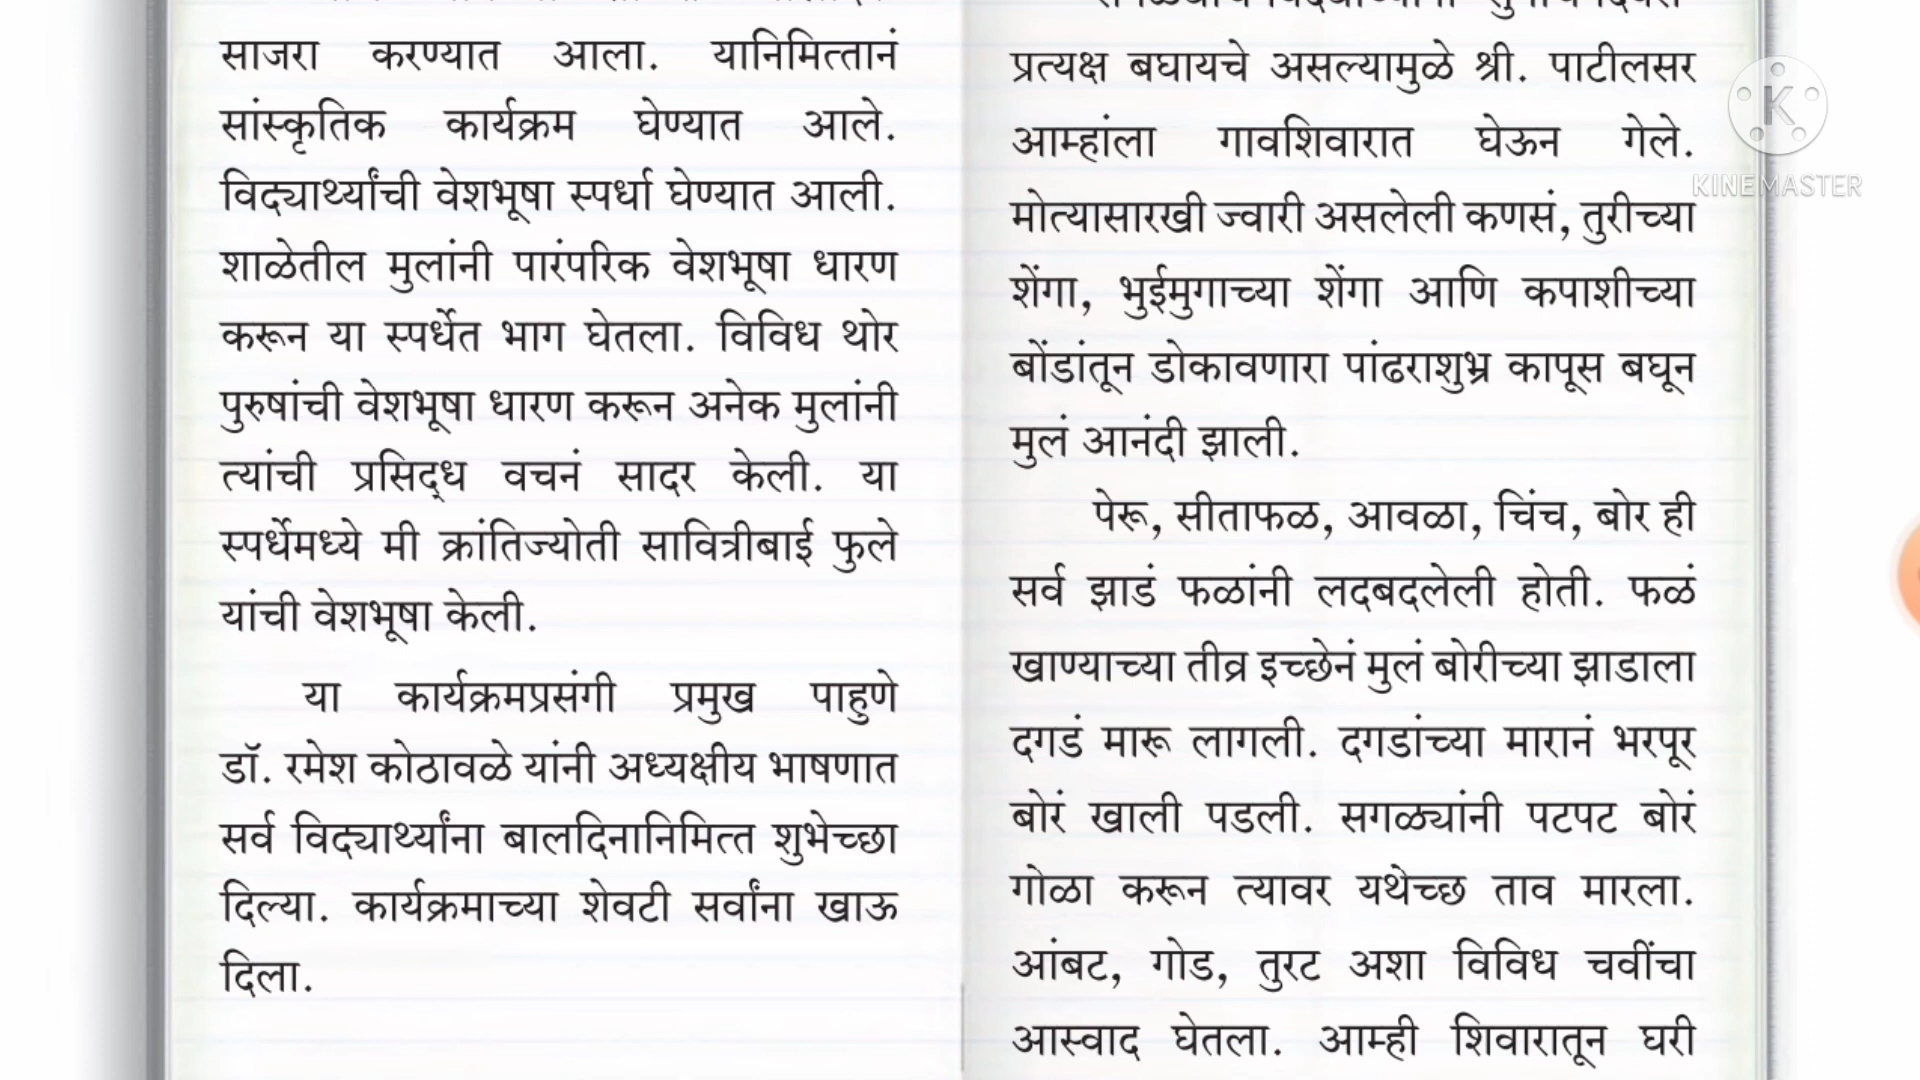 साजरा करण्यात आला. यानिमित्तानं
सांस्कृतिक कार्यक्रम घेण्यात आले.
विद्यार्थ्यांची वेशभूषा स्पर्धा घेण्यात आली.
शाळेतील मुलांनी पारंपरिक वेशभूषा धारण
करून या स्पर्धेत भाग घेतला. विविध थोर
पुरुषांची वेशभूषा धारण करून अनेक मुलांनी
त्यांची प्रसिद्ध वचनं सादर केली. या
स्पर्धेमध्ये मी क्रांतिज्योती सावित्रीबाई फुले
यांची वेशभूषा केली.
या कार्यक्रमप्रसंगी प्रमुख पाहुणे
डॉ. रमेश कोठावळे यांनी अध्यक्षीय भाषणात
सर्व विद्यार्थ्यांना बालदिनानिमित्त शुभेच्छा
दिल्या. कार्यक्रमाच्या शेवटी सर्वांना खाऊ
दिला.
प्रत्यक्ष बघायचे असल्यामुळे श्री. पाटीलसर
आम्हांला गावशिवारात घेऊन गेले.
मोत्यासारखी ज्वारी असलेली कणसं, तुरीच्या
शेंगा, भुईमुगाच्या शेंगा आणि कपाशीच्या
बोंडांतून डोकावणारा पांढराशुभ्र कापूस बघून
मुलं आनंदी झाली.
पेरू, सीताफळ, आवळा, चिंच, बोर ही
सर्व झाडं फळांनी लदबदलेली होती. फळं
खाण्याच्या तीव्र इच्छेनं मुलं बोरीच्या झाडाला
दगडं मारू लागली. दगडांच्या मारानं भरपूर
बोरं खाली पडली. सगळ्यांनी पटपट बोरं
गोळा करून त्यावर यथेच्छ ताव मारला.
आंबट, गोड, तुरट अशा विविध चवींचा
आस्वाद घेतला. आम्ही शिवारातून घरी
K
KINEMASTER